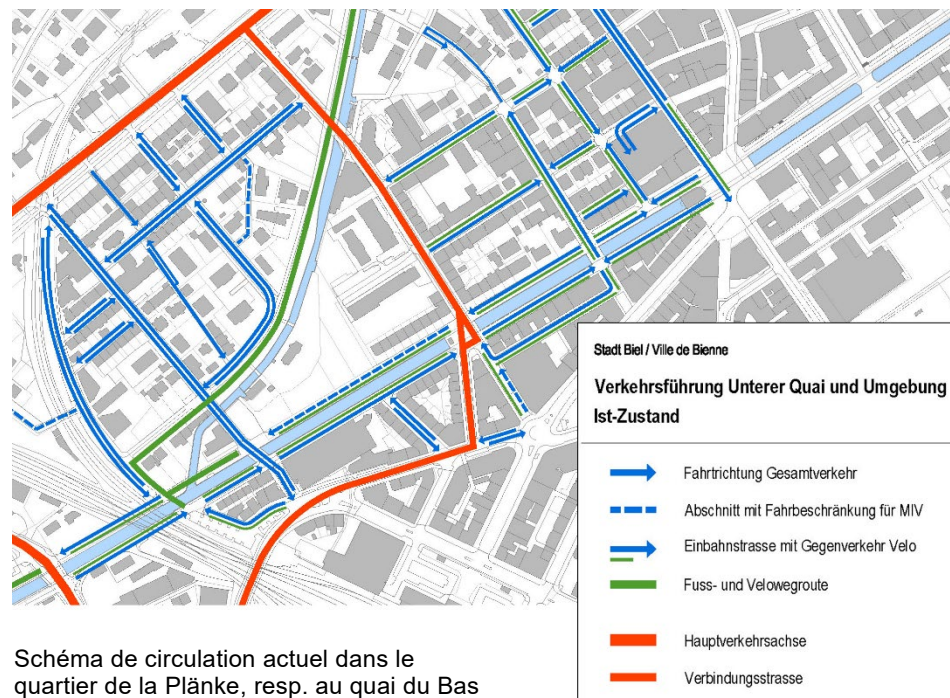 Stadt Biel / Ville de Bienne
Verkehrsführung Unterer Quai und Umgebung
Ist-Zustand
Fahrtrichtung Gesamtverkehr
Abschnitt mit Fahrbeschränkung für MIV
Einbahnstrasse mit Gegenverkehr Velo
Fuss- und Velowegroute
Hauptverkehrsachse
Verbindungsstrasse
Schéma de circulation actuel dans le
quartier de la Plänke, resp. au quai du Bas